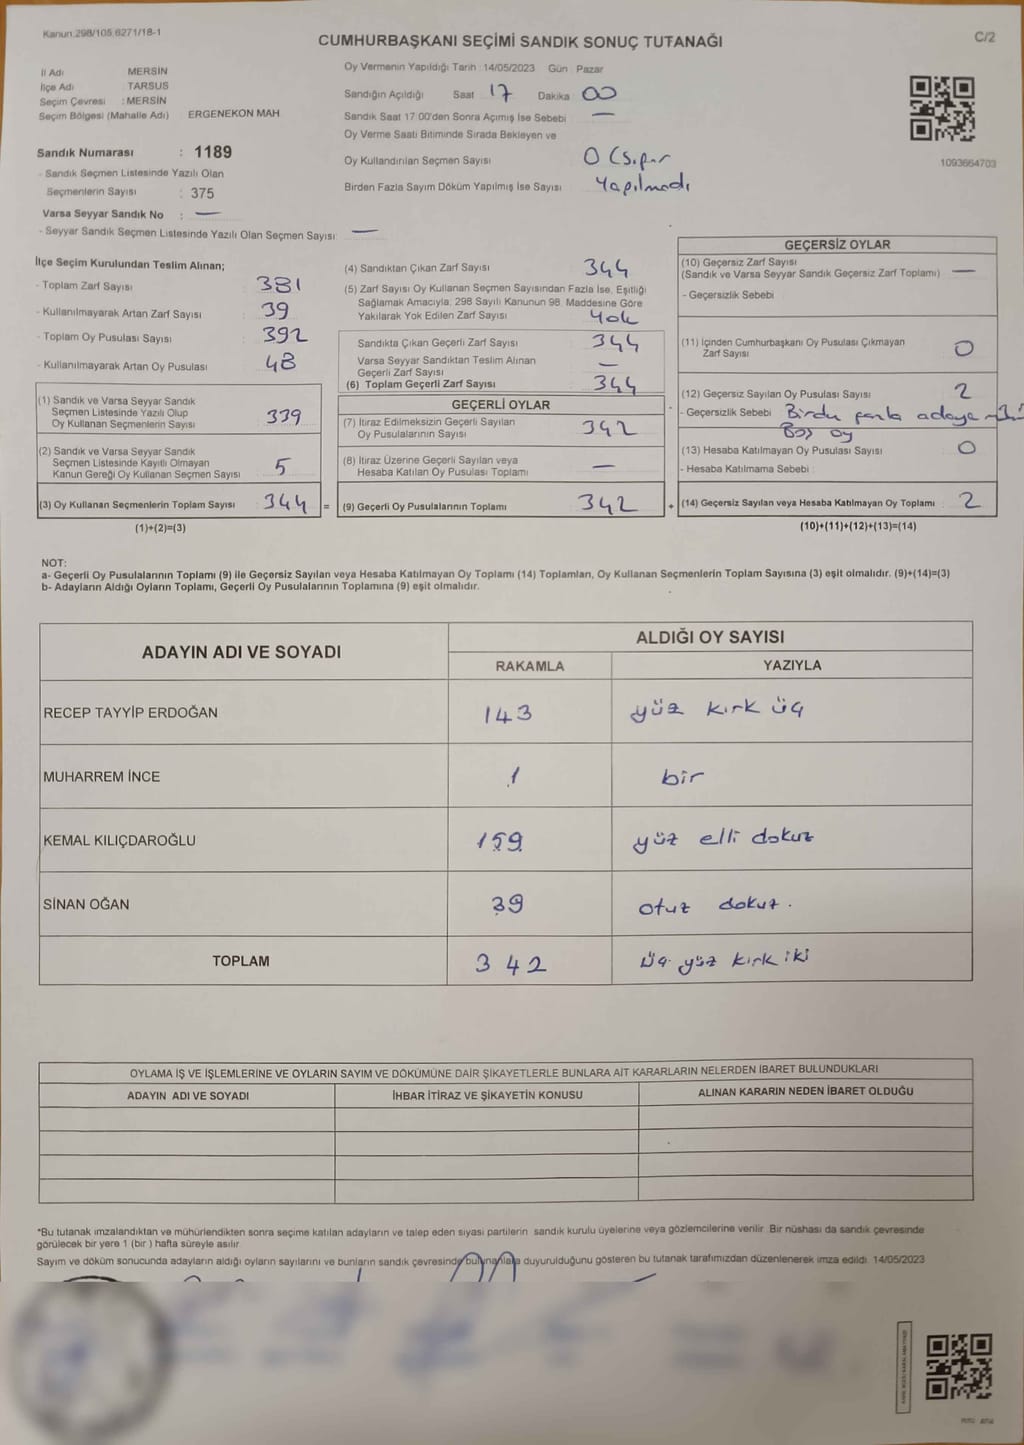 Kanun.298/105,6271/18-1
CUMHURBAŞKANI SEÇİMİ SANDIK SONUÇ TUTANAĞI
C/2
İl Adı : MERSİN
İlçe Adı : TARSUS
Seçim Çevresi : MERSİN
Seçim Bölgesi (Mahalle Adı) ERGENEKON MAH
Sandık Numarası : 1189
- Sandık Seçmen Listesinde Yazılı Olan
Seçmenlerin Sayısı : 375
Varsa Seyyar Sandık No : —
- Seyyar Sandık Seçmen Listesinde Yazılı Olan Seçmen Sayısı: —
Oy Vermenin Yapıldığı Tarih :14/05/2023 Gün : Pazar
Sandığın Açıldığı Saat 17 Dakika : 00
Sandık Saat 17:00'den Sonra Açımış İse Sebebi —
Oy Verme Saati Bitiminde Sırada Bekleyen ve
Oy Kullandırılan Seçmen Sayısı 0 (Sıfır
Birden Fazla Sayım Döküm Yapılmış İse Sayısı Yapılmadı
1093664703
İlçe Seçim Kurulundan Teslim Alınan;
- Toplam Zarf Sayısı : 381
- Kullanılmayarak Artan Zarf Sayısı : 39
- Toplam Oy Pusulası Sayısı : 392
- Kullanılmayarak Artan Oy Pusulası : 48
(1) Sandık ve Varsa Seyyar Sandık
Seçmen Listesinde Yazılı Olup
Oy Kullanan Seçmenlerin Sayısı : 339
(2) Sandık ve Varsa Seyyar Sandık
Seçmen Listesinde Kayıtlı Olmayan
Kanun Gereği Oy Kullanan Seçmen Sayısı : 5
(3) Oy Kullanan Seçmenlerin Toplam Sayısı : 344 =
(1)+(2)=(3)
(4) Sandıktan Çıkan Zarf Sayısı : 344
(5) Zarf Sayısı Oy Kullanan Seçmen Sayısından Fazla İse, Eşitliği
Sağlamak Amacıyla, 298 Sayılı Kanunun 98. Maddesine Göre
Yakılarak Yok Edilen Zarf Sayısı : Yok
Sandıkta Çıkan Geçerli Zarf Sayısı : 344
Varsa Seyyar Sandıktan Teslim Alınan
Geçerli Zarf Sayısı : —
(6) Toplam Geçerli Zarf Sayısı : 344
GEÇERLİ OYLAR
(7) İtiraz Edilmeksizin Geçerli Sayılan
Oy Pusulalarının Sayısı : 342
(8) İtiraz Üzerine Geçerli Sayılan veya
Hesaba Katılan Oy Pusulası Toplamı : —
(9) Geçerli Oy Pusulalarının Toplamı : 342 +
GEÇERSİZ OYLAR
(10) Geçersiz Zarf Sayısı
(Sandık ve Varsa Seyyar Sandık Geçersiz Zarf Toplamı) : —
- Geçersizlik Sebebi
(11) İçinden Cumhurbaşkanı Oy Pusulası Çıkmayan
Zarf Sayısı : 0
(12) Geçersiz Sayılan Oy Pusulası Sayısı : 2
- Geçersizlik Sebebi : Birden fazla adaya
Boş oy
(13) Hesaba Katılmayan Oy Pusulası Sayısı : 0
- Hesaba Katılmama Sebebi :
(14) Geçersiz Sayılan veya Hesaba Katılmayan Oy Toplamı : 2
(10)+(11)+(12)+(13)=(14)
NOT:
a- Geçerli Oy Pusulalarının Toplamı (9) ile Geçersiz Sayılan veya Hesaba Katılmayan Oy Toplamı (14) Toplamları, Oy Kullanan Seçmenlerin Toplam Sayısına (3) eşit olmalıdır. (9)+(14)=(3)
b- Adayların Aldığı Oyların Toplamı, Geçerli Oy Pusulalarının Toplamına (9) eşit olmalıdır.
ADAYIN ADI VE SOYADI ALDIĞI OY SAYISI
RAKAMLA YAZIYLA
RECEP TAYYİP ERDOĞAN 143 yüz kırk üç
MUHARREM İNCE 1 bir
KEMAL KILIÇDAROĞLU 159 yüz elli dokuz
SİNAN OĞAN 39 otuz dokuz.
TOPLAM 342 üç yüz kırk iki
OYLAMA İŞ VE İŞLEMLERİNE VE OYLARIN SAYIM VE DÖKÜMÜNE DAİR ŞİKAYETLERLE BUNLARA AİT KARARLARIN NELERDEN İBARET BULUNDUKLARI
ADAYIN ADI VE SOYADI İHBAR İTİRAZ VE ŞİKAYETİN KONUSU ALINAN KARARIN NEDEN İBARET OLDUĞU
*Bu tutanak imzalandıktan ve mühürlendikten sonra seçime katılan adayların ve talep eden siyasi partilerin sandık kurulu üyelerine veya gözlemcilerine verilir. Bir nüshası da sandık çevresinde
görülecek bir yere 1 (bir ) hafta süreyle asılır.
Sayım ve döküm sonucunda adayların aldığı oyların sayılarını ve bunların sandık çevresinde bulunanlara duyurulduğunu gösteren bu tutanak tarafımızdan düzenlenerek imza edildi. 14/05/2023